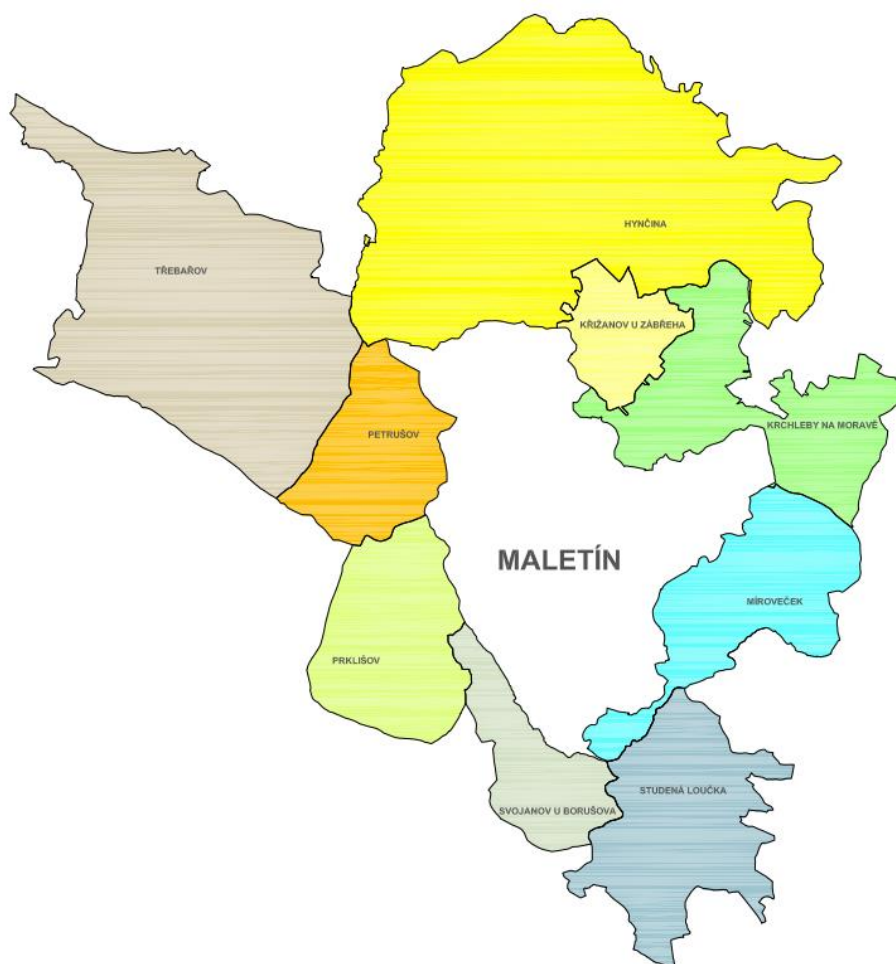 HYNČINA
TŘEBAŘOV
KŘIŽANOV U ZÁBŘEHA
KRCHLEBY NA MORAVĚ
PETRUŠOV
MALETÍN
MÍROVEČEK
PRKLIŠOV
STUDENÁ LOUČKA
SVOJANOV U BORUŠOVA